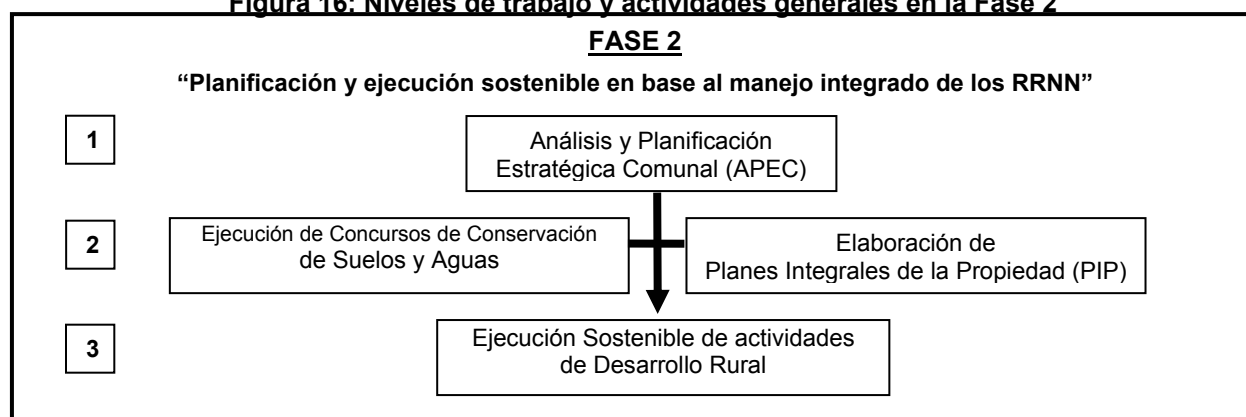 Figura 16: Niveles de trabajo y actividades generales en la Fase 2
FASE 2
“Planificación y ejecución sostenible en base al manejo integrado de los RRNN”
1
Análisis y Planificación
Estratégica Comunal (APEC)
2
Ejecución de Concursos de Conservación
de Suelos y Aguas
Elaboración de
Planes Integrales de la Propiedad (PIP)
3
Ejecución Sostenible de actividades
de Desarrollo Rural